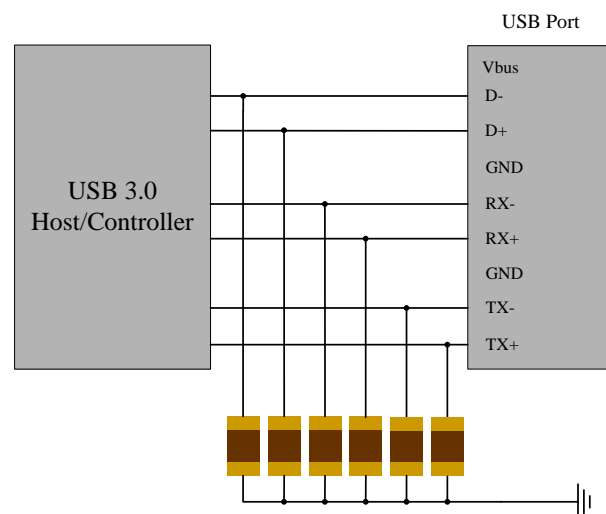 USB Port
USB 3.0
Host/Controller
Vbus
D-
D+
GND
RX-
RX+
GND
TX-
TX+